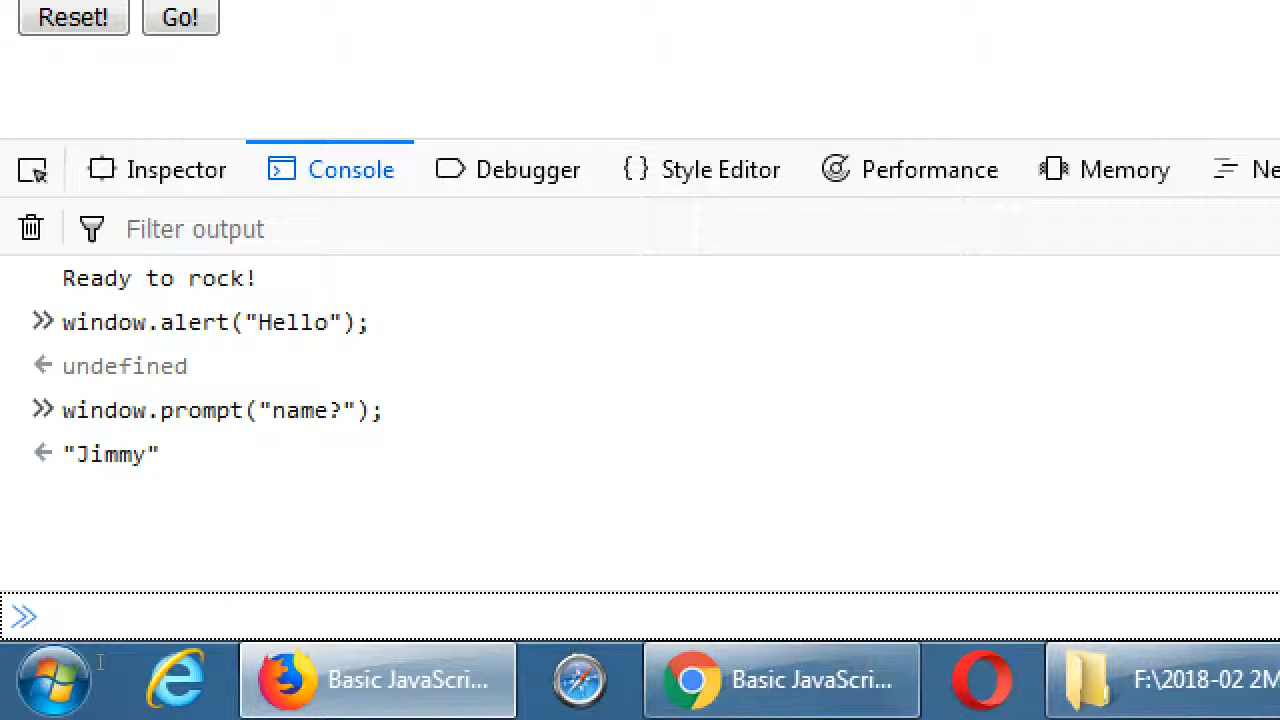 Reset! Go!
Inspector Console Debugger {} Style Editor Performance Memory Ne
Filter output
Ready to rock!
» window.alert("Hello");
← undefined
» window.prompt("name?");
← "Jimmy"
»
Basic JavaScri... Basic JavaScri... F:\2018-02 2M